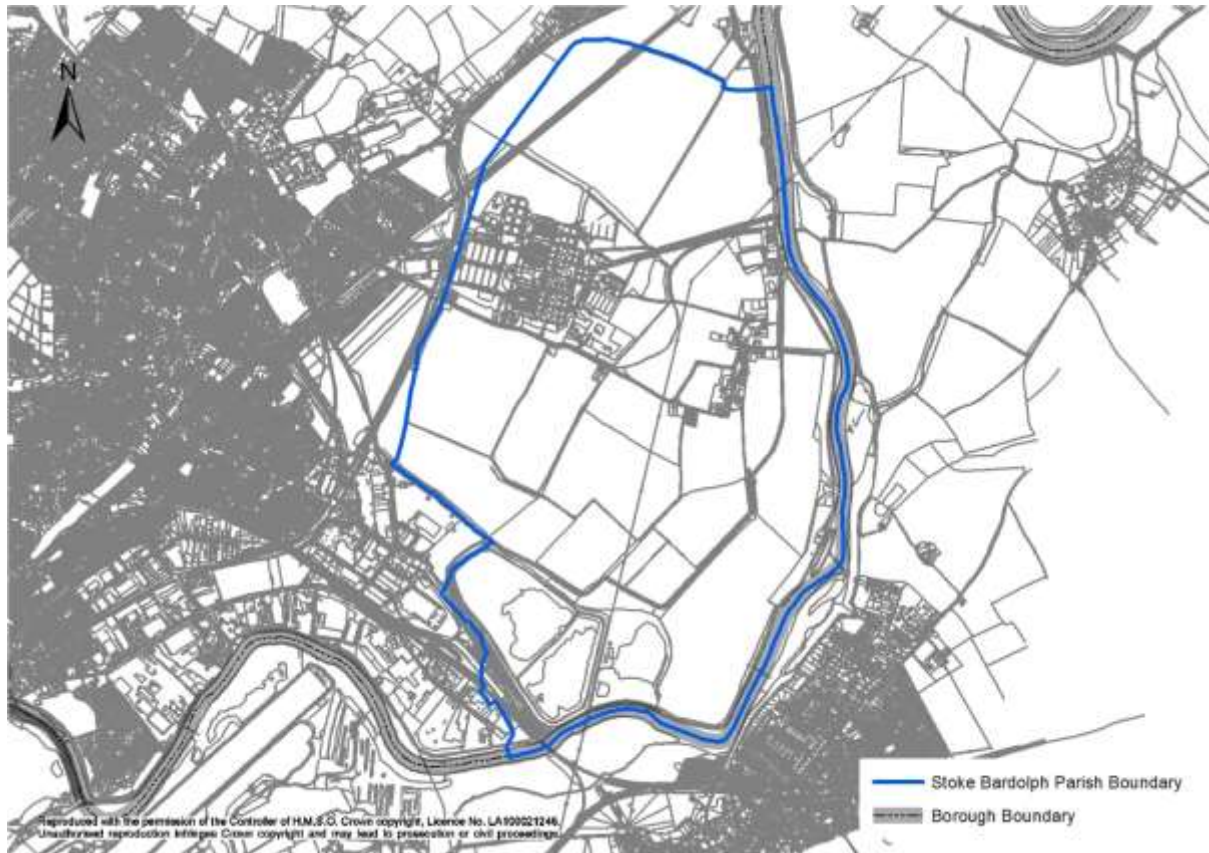 N
Stoke Bardolph Parish Boundary
Borough Boundary
Reproduced with the permission of the Controller of H.M.S.O. Crown copyright, Licence No. LA100021246.
Unauthorised reproduction infringes Crown copyright and may lead to prosecution or civil proceedings.